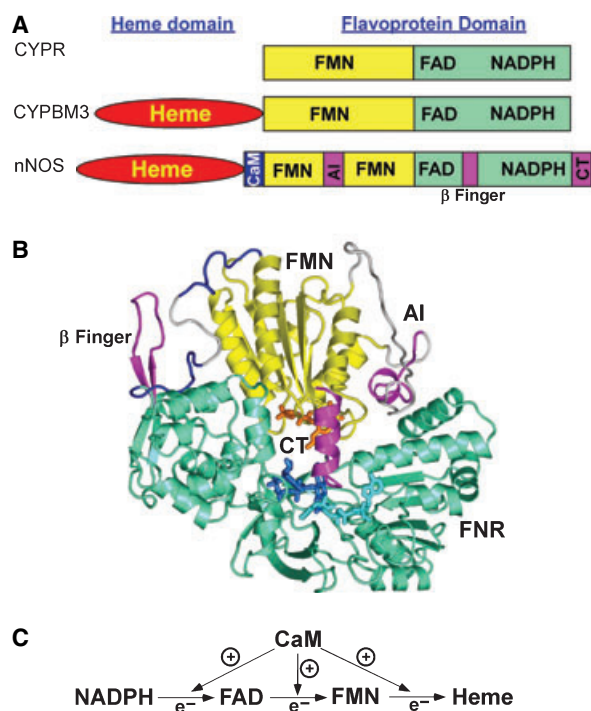 A
Heme domain Flavoprotein Domain
CYPR FMN FAD NADPH
CYPBM3 Heme FMN FAD NADPH
nNOS Heme CaM FMN AI FMN FAD NADPH CT
β Finger
B
FMN
AI
β Finger
CT
FNR
C
CaM
+ + +
NADPH e− FAD e− FMN e− Heme